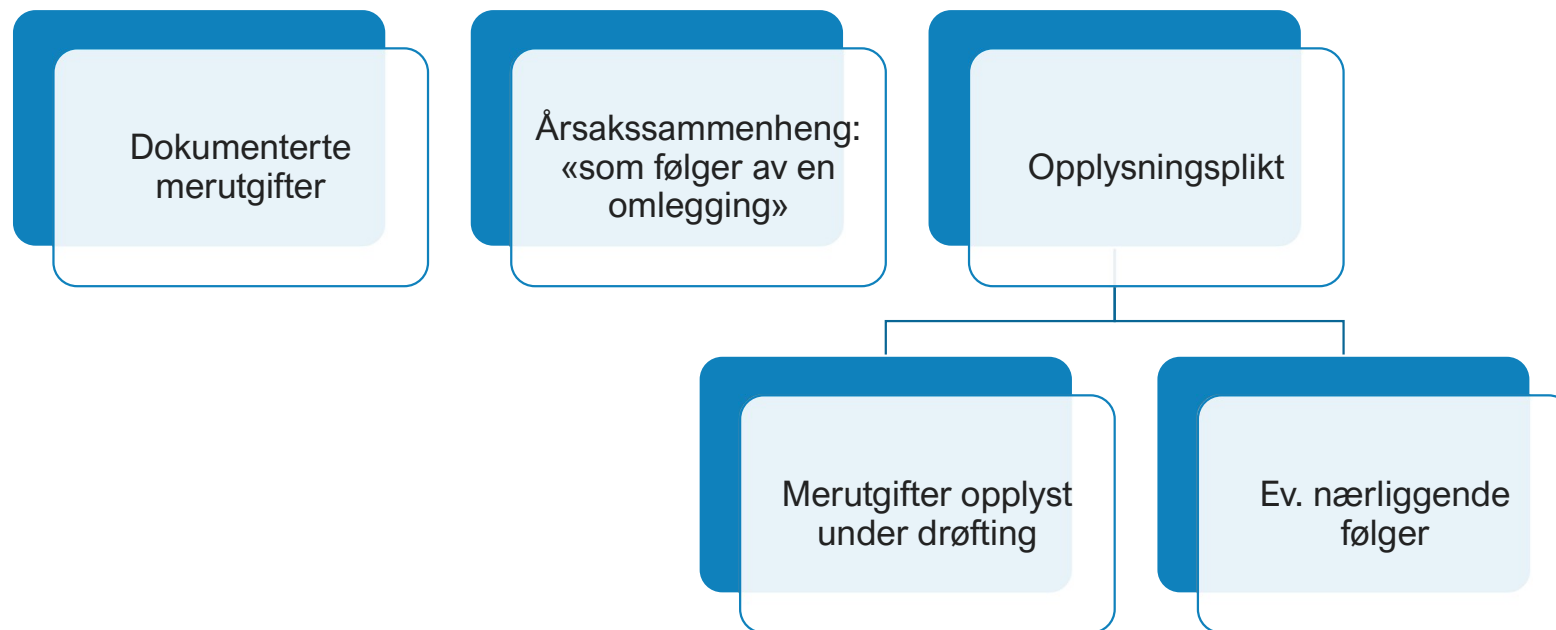 Dokumenterte
merutgifter
Årsakssammenheng:
«som følger av en
omlegging»
Opplysningsplikt
Merutgifter opplyst
under drøfting
Ev. nærliggende
følger